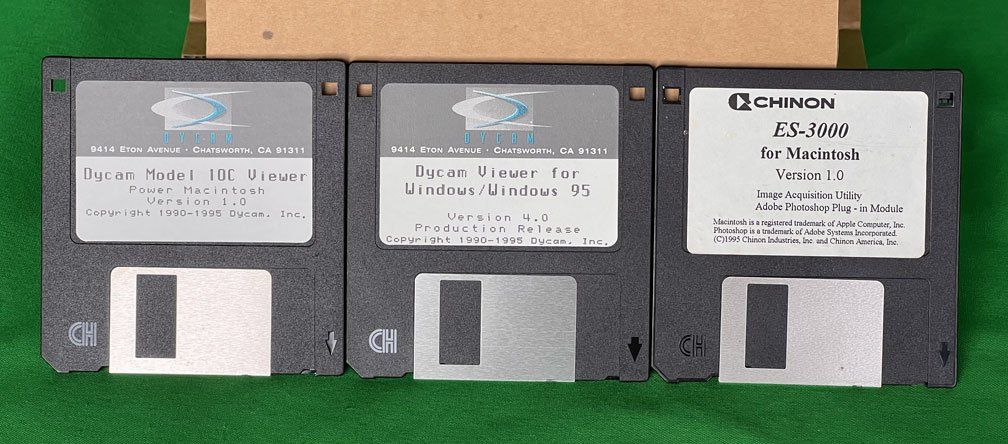 DYCAM
9414 ETON AVENUE · CHATSWORTH, CA 91311
Dycam Model 10C Viewer
Power Macintosh
Version 1.0
Copyright 1990-1995 Dycam, Inc.
DYCAM
9414 ETON AVENUE · CHATSWORTH, CA 91311
Dycam Viewer for
Windows/Windows 95
Version 4.0
Production Release
Copyright 1990-1995 Dycam, Inc.
CHINON
ES-3000
for Macintosh
Version 1.0
Image Acquisition Utility
Adobe Photoshop Plug - in Module
Macintosh is a registered trademark of Apple Computer, Inc.
Photoshop is a trademark of Adobe Systems Incorporated.
(C)1995 Chinon Industries, Inc. and Chinon America, Inc.
CH
CH
CH